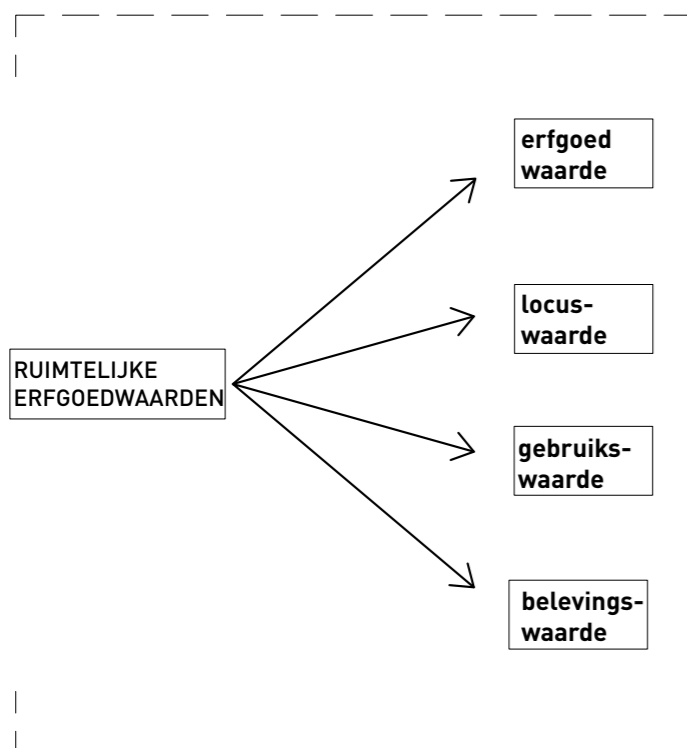 erfgoed
waarde
locus-
waarde
RUIMTELIJKE
ERFGOEDWAARDEN
gebruiks-
waarde
belevings-
waarde